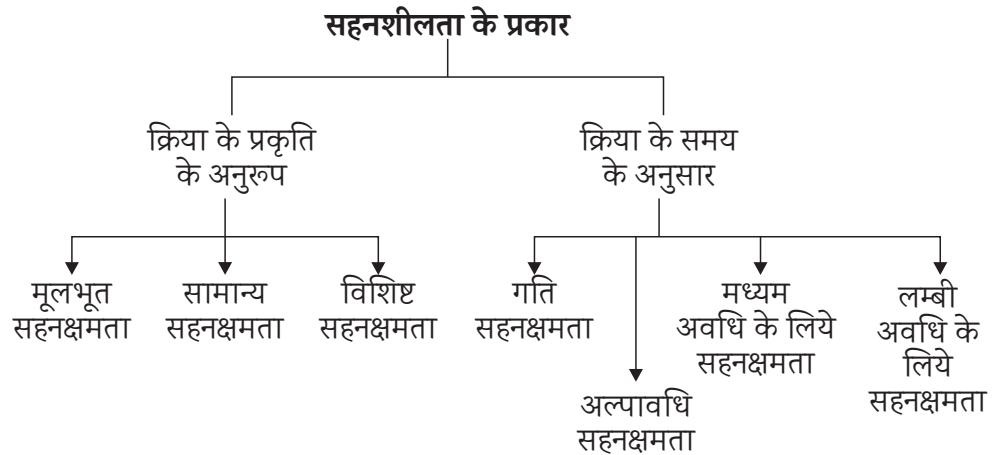 सहनशीलता के प्रकार
क्रिया के प्रकृति
के अनुरूप
क्रिया के समय
के अनुसार
मूलभूत
सहनक्षमता
सामान्य
सहनक्षमता
विशिष्ट
सहनक्षमता
गति
सहनक्षमता
अल्पावधि
सहनक्षमता
मध्यम
अवधि के लिये
सहनक्षमता
लम्बी
अवधि के
लिये
सहनक्षमता